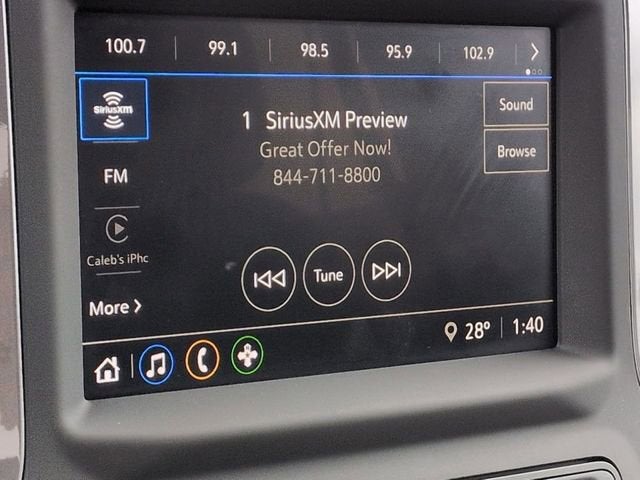 100.7
99.1
98.5
95.9
102.9
SiriusXM
1 SiriusXM Preview
Great Offer Now!
844-711-8800
Sound
Browse
FM
Caleb's iPhc
More
Tune
28°
1:40